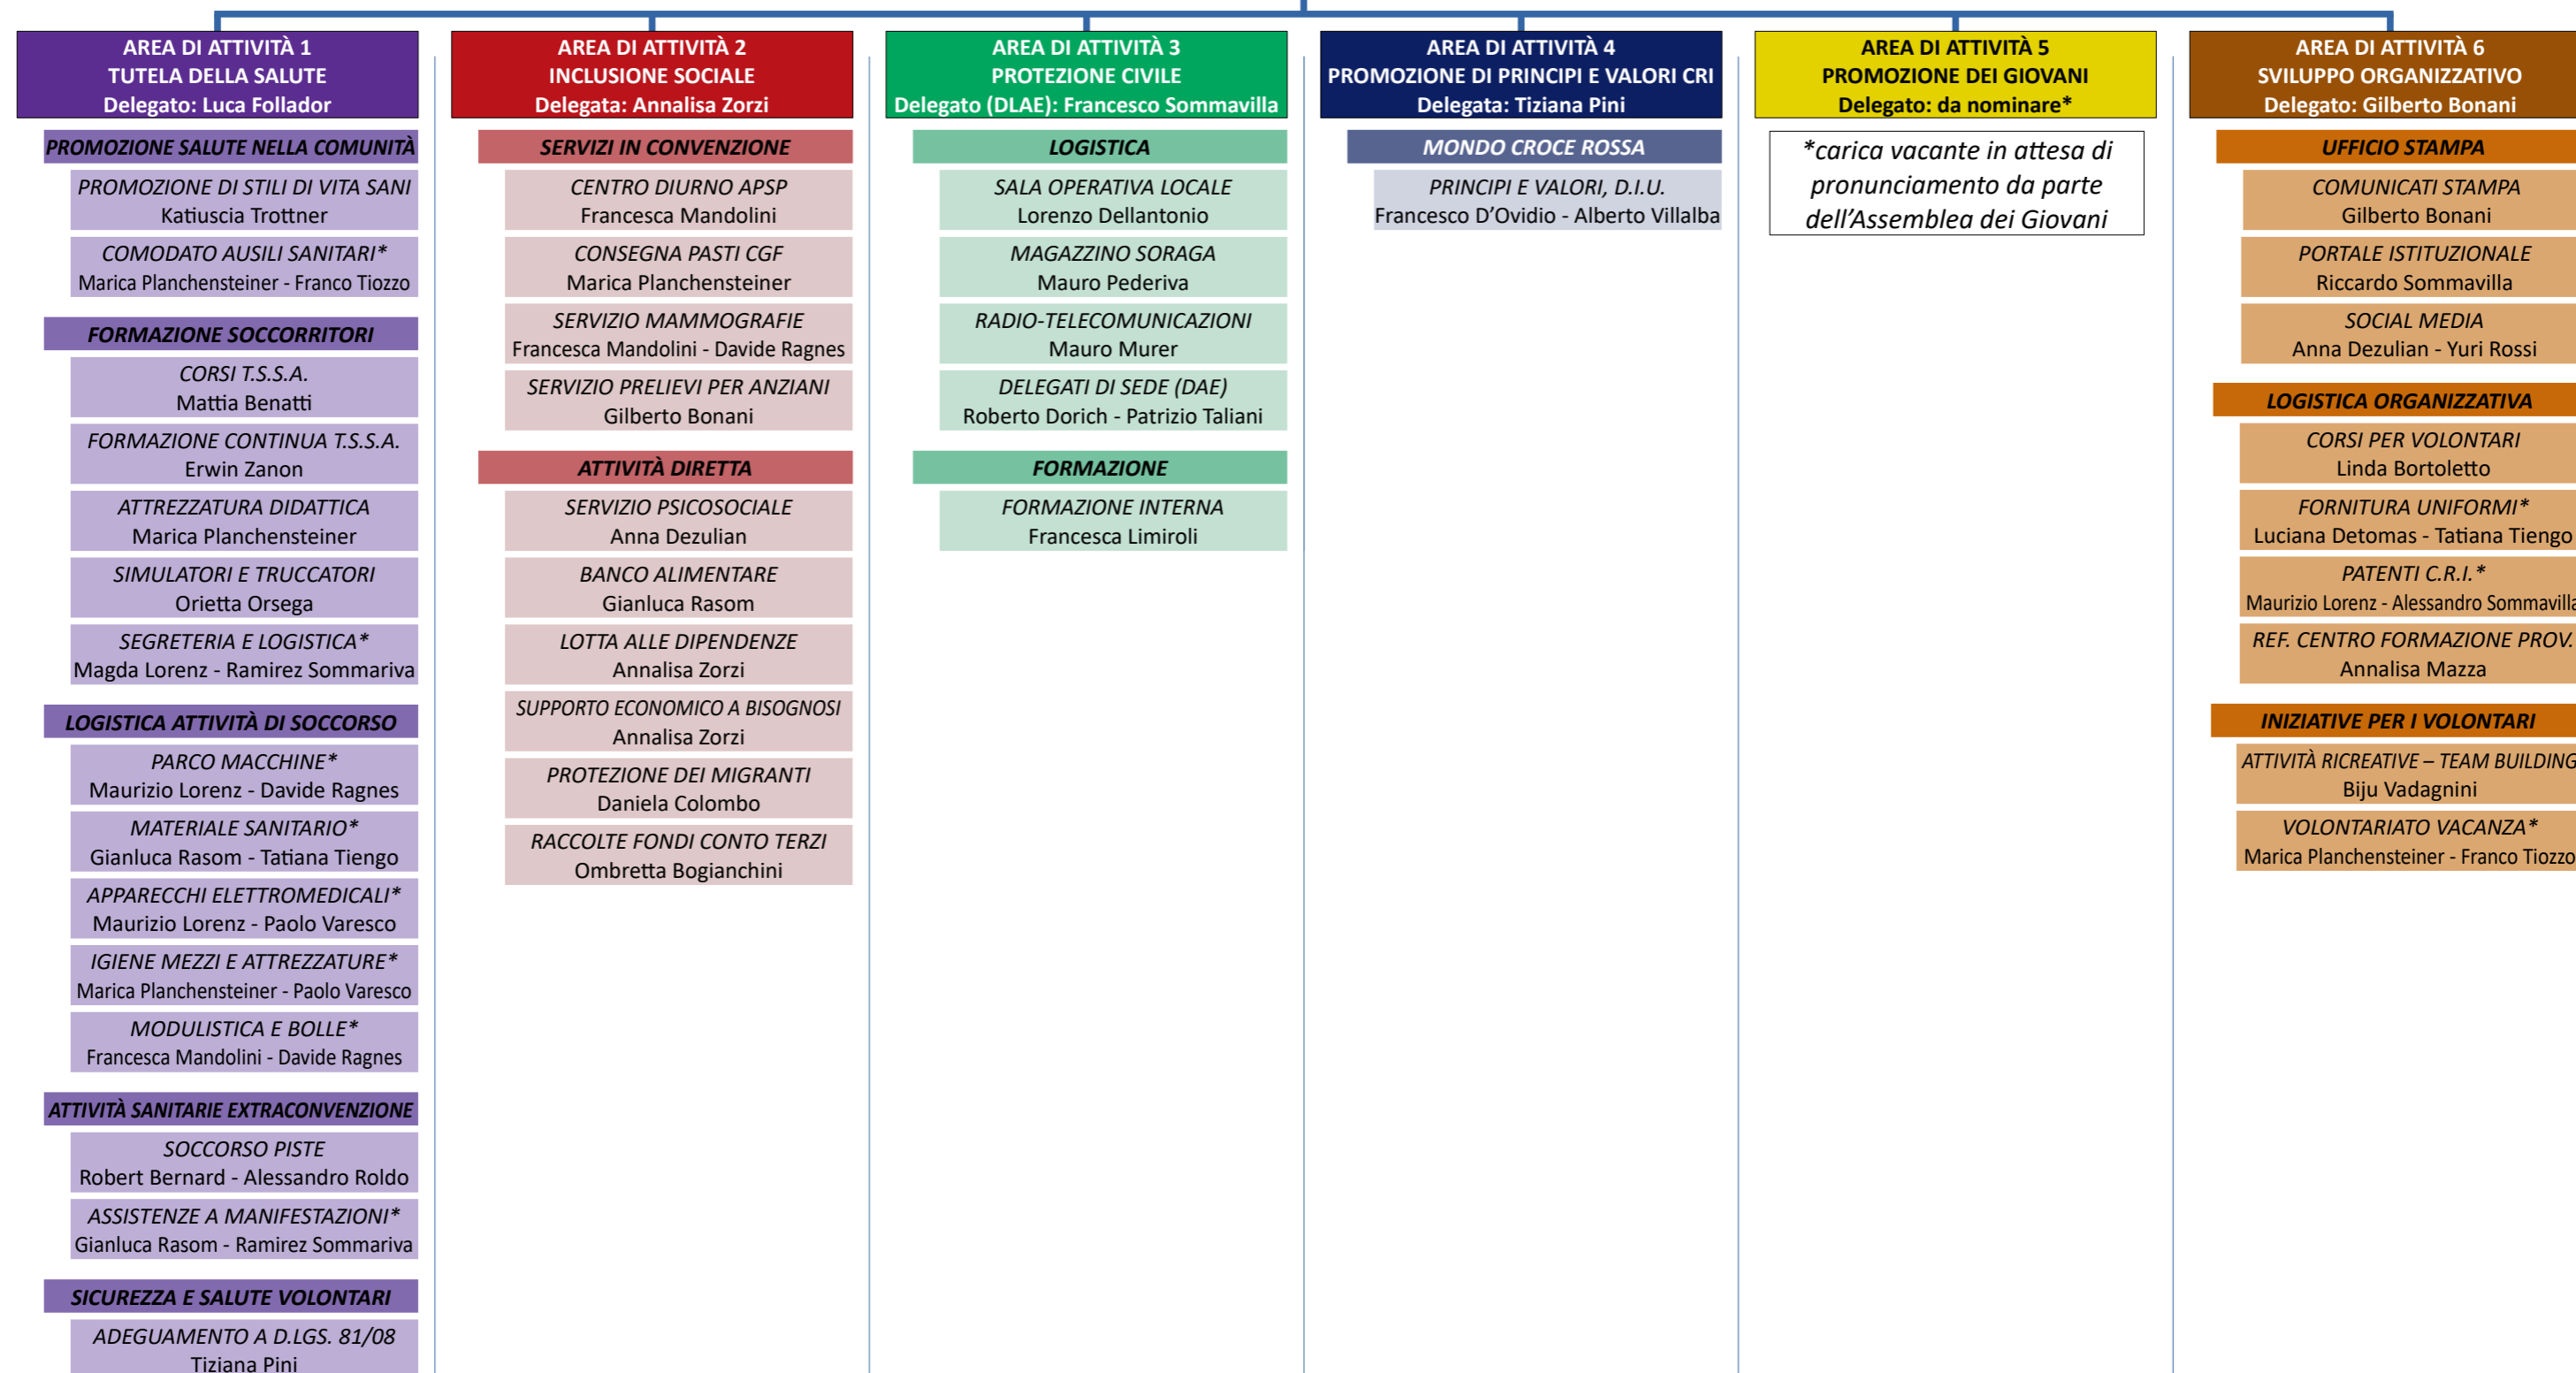 AREA DI ATTIVITÀ 1
TUTELA DELLA SALUTE
Delegato: Luca Follador
PROMOZIONE SALUTE NELLA COMUNITÀ
PROMOZIONE DI STILI DI VITA SANI
Katiuscia Trottner
COMODATO AUSILI SANITARI*
Marica Planchensteiner - Franco Tiozzo
FORMAZIONE SOCCORRITORI
CORSI T.S.S.A.
Mattia Benatti
FORMAZIONE CONTINUA T.S.S.A.
Erwin Zanon
ATTREZZATURA DIDATTICA
Marica Planchensteiner
SIMULATORI E TRUCCATORI
Orietta Orsega
SEGRETERIA E LOGISTICA*
Magda Lorenz - Ramirez Sommariva
LOGISTICA ATTIVITÀ DI SOCCORSO
PARCO MACCHINE*
Maurizio Lorenz - Davide Ragnes
MATERIALE SANITARIO*
Gianluca Rasom - Tatiana Tiengo
APPARECCHI ELETTROMEDICALI*
Maurizio Lorenz - Paolo Varesco
IGIENE MEZZI E ATTREZZATURE*
Marica Planchensteiner - Paolo Varesco
MODULISTICA E BOLLE*
Francesca Mandolini - Davide Ragnes
ATTIVITÀ SANITARIE EXTRACONVENZIONE
SOCCORSO PISTE
Robert Bernard - Alessandro Roldo
ASSISTENZE A MANIFESTAZIONI*
Gianluca Rasom - Ramirez Sommariva
SICUREZZA E SALUTE VOLONTARI
ADEGUAMENTO A D.LGS. 81/08
Tiziana Pini
AREA DI ATTIVITÀ 2
INCLUSIONE SOCIALE
Delegata: Annalisa Zorzi
SERVIZI IN CONVENZIONE
CENTRO DIURNO APSP
Francesca Mandolini
CONSEGNA PASTI CGF
Marica Planchensteiner
SERVIZIO MAMMOGRAFIE
Francesca Mandolini - Davide Ragnes
SERVIZIO PRELIEVI PER ANZIANI
Gilberto Bonani
ATTIVITÀ DIRETTA
SERVIZIO PSICOSOCIALE
Anna Dezulian
BANCO ALIMENTARE
Gianluca Rasom
LOTTA ALLE DIPENDENZE
Annalisa Zorzi
SUPPORTO ECONOMICO A BISOGNOSI
Annalisa Zorzi
PROTEZIONE DEI MIGRANTI
Daniela Colombo
RACCOLTE FONDI CONTO TERZI
Ombretta Bogianchini
AREA DI ATTIVITÀ 3
PROTEZIONE CIVILE
Delegato (DLAE): Francesco Sommavilla
LOGISTICA
SALA OPERATIVA LOCALE
Lorenzo Dellantonio
MAGAZZINO SORAGA
Mauro Pederiva
RADIO-TELECOMUNICAZIONI
Mauro Murer
DELEGATI DI SEDE (DAE)
Roberto Dorich - Patrizio Taliani
FORMAZIONE
FORMAZIONE INTERNA
Francesca Limiroli
AREA DI ATTIVITÀ 4
PROMOZIONE DI PRINCIPI E VALORI CRI
Delegata: Tiziana Pini
MONDO CROCE ROSSA
PRINCIPI E VALORI, D.I.U.
Francesco D’Ovidio - Alberto Villalba
AREA DI ATTIVITÀ 5
PROMOZIONE DEI GIOVANI
Delegato: da nominare*
*carica vacante in attesa di
pronunciamento da parte
dell’Assemblea dei Giovani
AREA DI ATTIVITÀ 6
SVILUPPO ORGANIZZATIVO
Delegato: Gilberto Bonani
UFFICIO STAMPA
COMUNICATI STAMPA
Gilberto Bonani
PORTALE ISTITUZIONALE
Riccardo Sommavilla
SOCIAL MEDIA
Anna Dezulian - Yuri Rossi
LOGISTICA ORGANIZZATIVA
CORSI PER VOLONTARI
Linda Bortoletto
FORNITURA UNIFORMI*
Luciana Detomas - Tatiana Tiengo
PATENTI C.R.I.*
Maurizio Lorenz - Alessandro Sommavilla
REF. CENTRO FORMAZIONE PROV.
Annalisa Mazza
INIZIATIVE PER I VOLONTARI
ATTIVITÀ RICREATIVE – TEAM BUILDING
Biju Vadagnini
VOLONTARIATO VACANZA*
Marica Planchensteiner - Franco Tiozzo